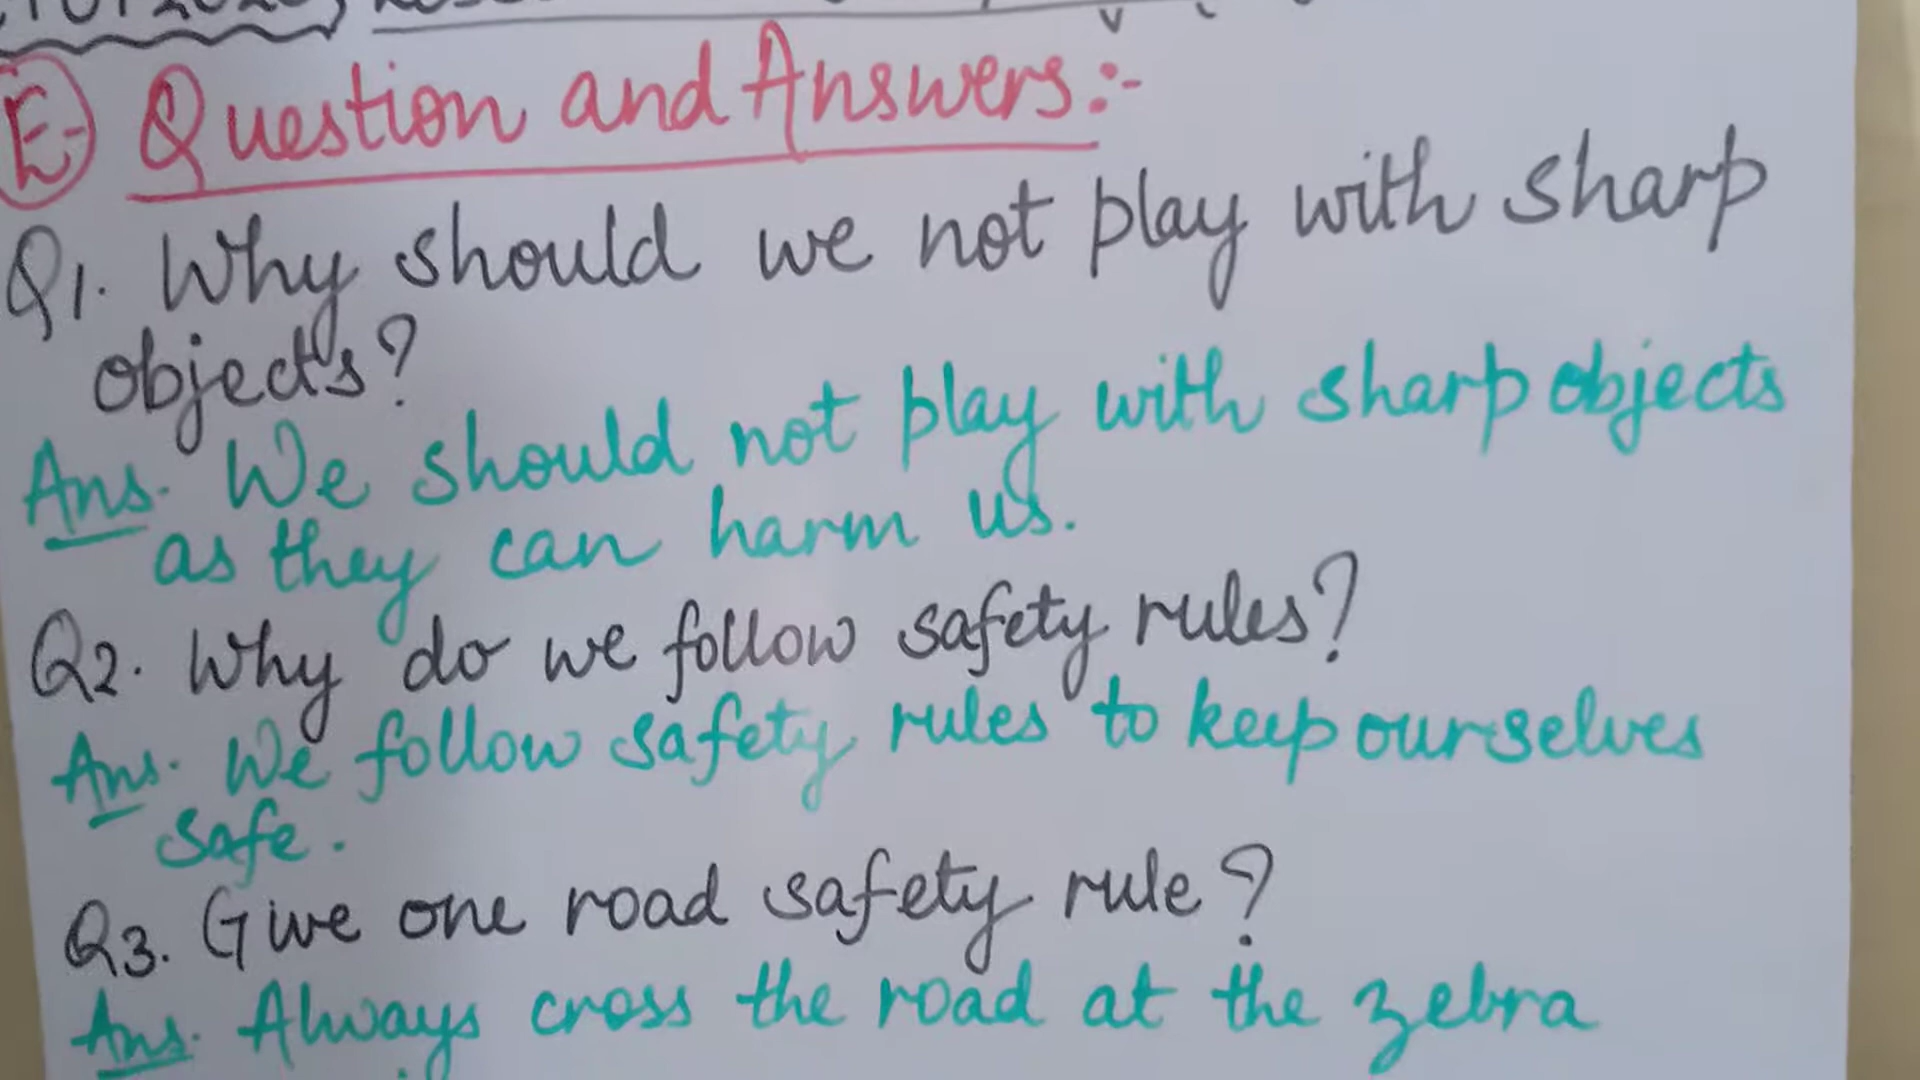 E- Question and Answers:-
Q1. Why should we not play with sharp
objects?
Ans. We should not play with sharp objects
as they can harm us.
Q2. Why do we follow safety rules?
Ans. We follow safety rules to keep ourselves
safe.
Q3. Give one road safety rule?
Ans. Always cross the road at the zebra